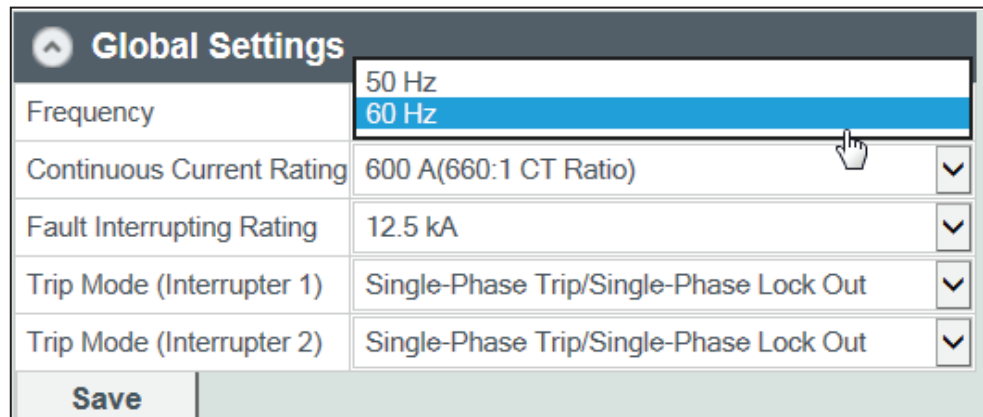 Global Settings
50 Hz
Frequency 60 Hz
Continuous Current Rating 600 A(660:1 CT Ratio)
Fault Interrupting Rating 12.5 kA
Trip Mode (Interrupter 1) Single-Phase Trip/Single-Phase Lock Out
Trip Mode (Interrupter 2) Single-Phase Trip/Single-Phase Lock Out
Save